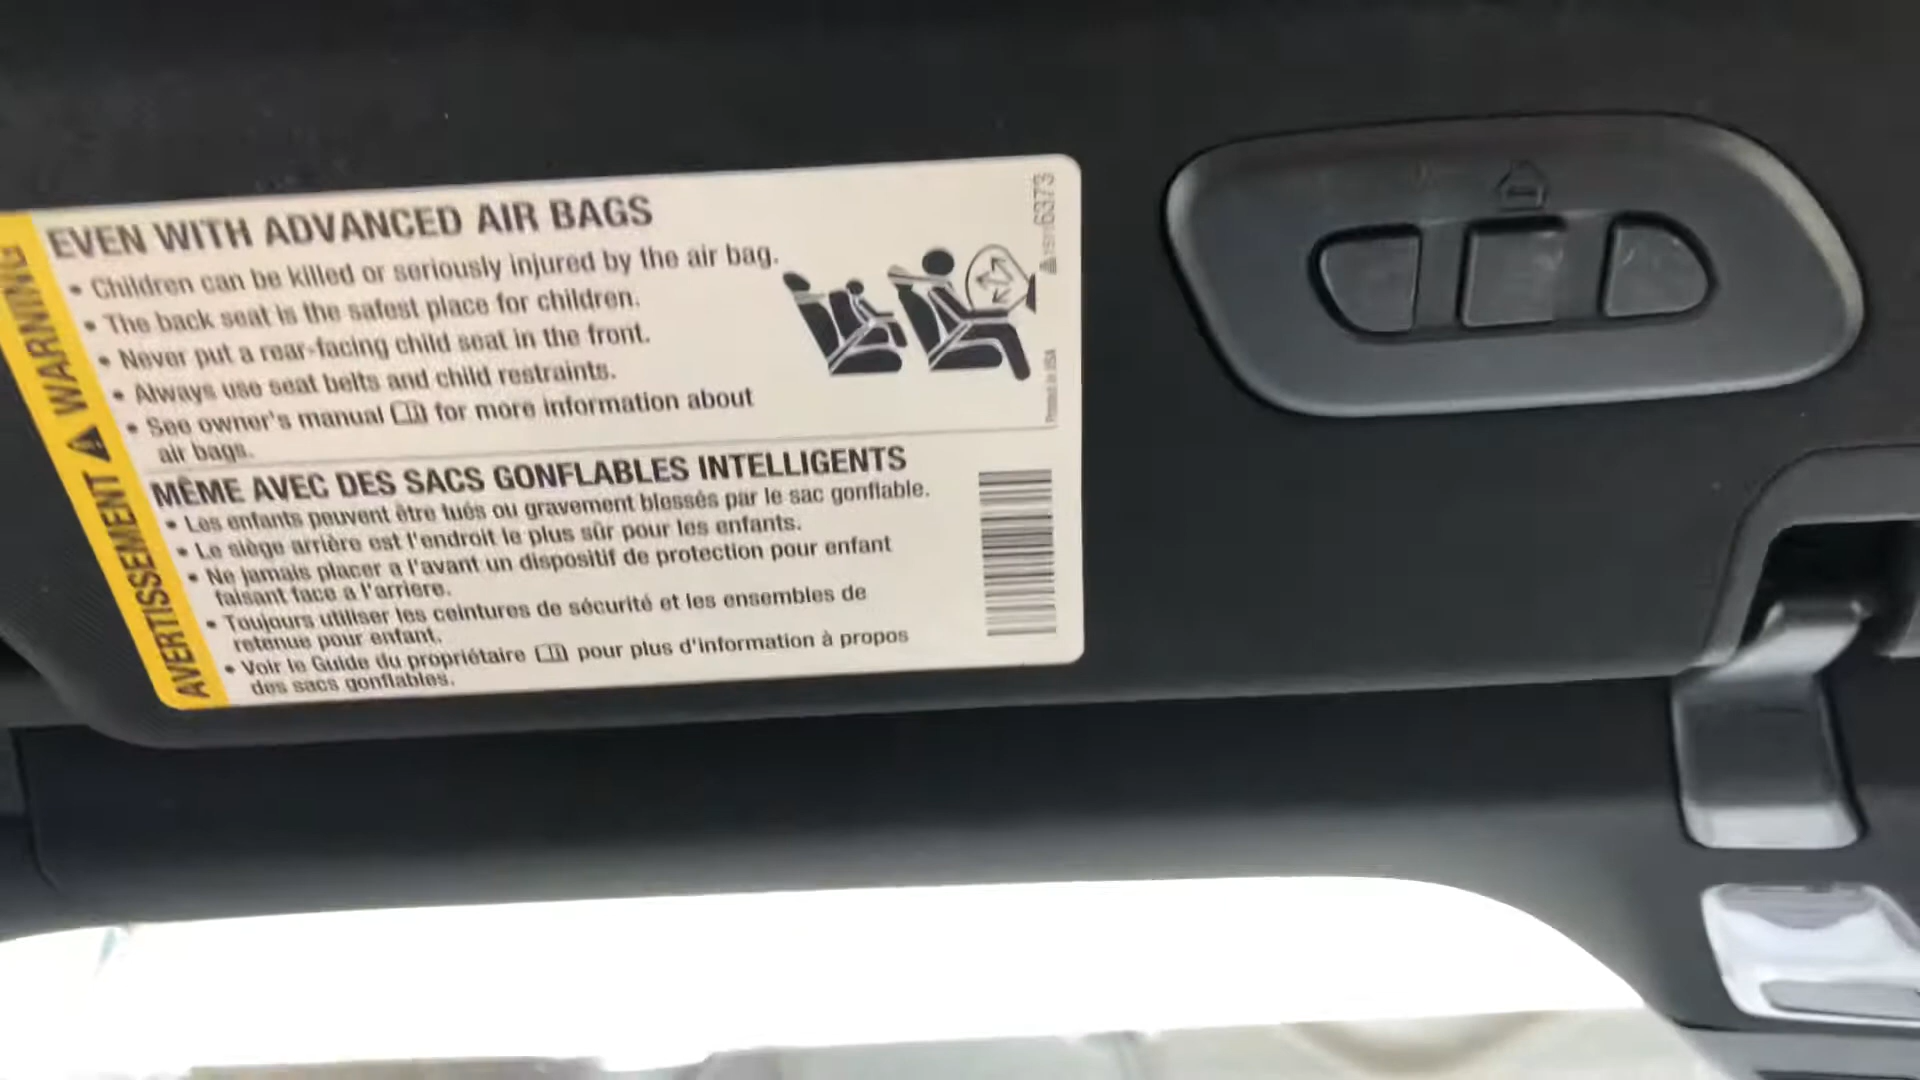 WARNING
EVEN WITH ADVANCED AIR BAGS
• Children can be killed or seriously injured by the air bag.
• The back seat is the safest place for children.
• Never put a rear-facing child seat in the front.
• Always use seat belts and child restraints.
• See owner's manual for more information about
air bags.
6373
Printed in USA
AVERTISSEMENT
MÊME AVEC DES SACS GONFLABLES INTELLIGENTS
• Les enfants peuvent être tués ou gravement blessés par le sac gonflable.
• Le siège arrière est l'endroit le plus sûr pour les enfants.
• Ne jamais placer a l'avant un dispositif de protection pour enfant
faisant face a l'arriere.
• Toujours utiliser les ceintures de sécurité et les ensembles de
retenue pour enfant.
• Voir le Guide du propriétaire pour plus d'information à propos
des sacs gonflables.